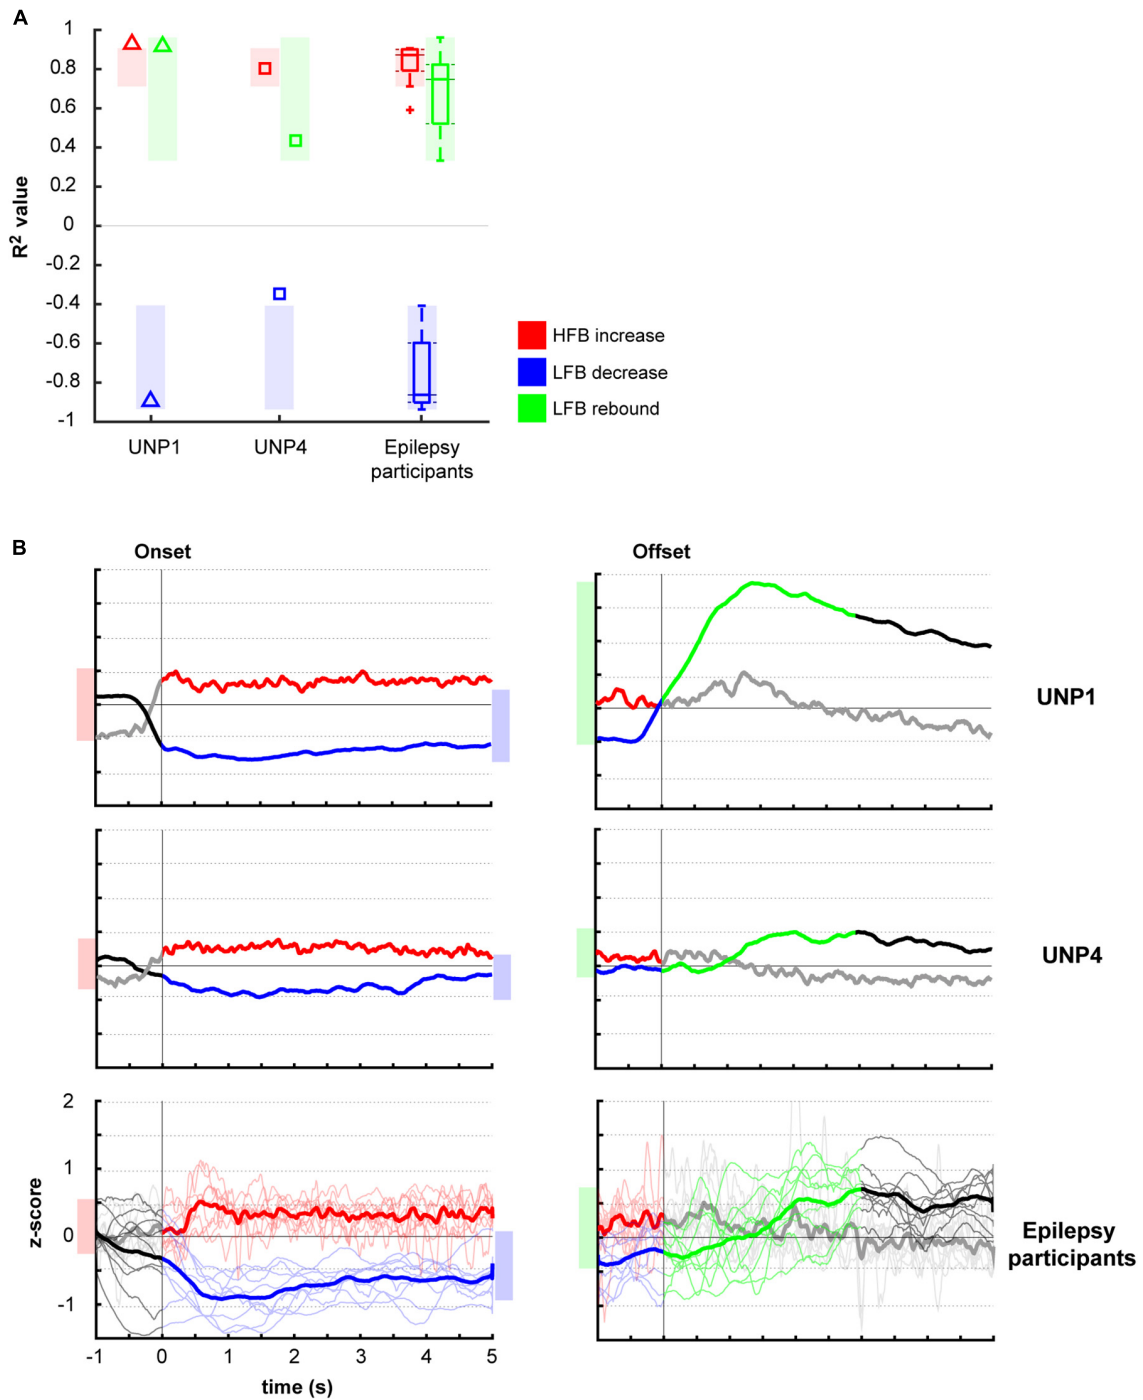 A
1
0.8
0.6
0.4
0.2
0
-0.2
-0.4
-0.6
-0.8
-1
R² value
UNP1
UNP4
Epilepsy
participants
HFB increase
LFB decrease
LFB rebound
B
Onset
Offset
UNP1
UNP4
2
1
0
-1
z-score
-1 0 1 2 3 4 5
time (s)
Epilepsy
participants